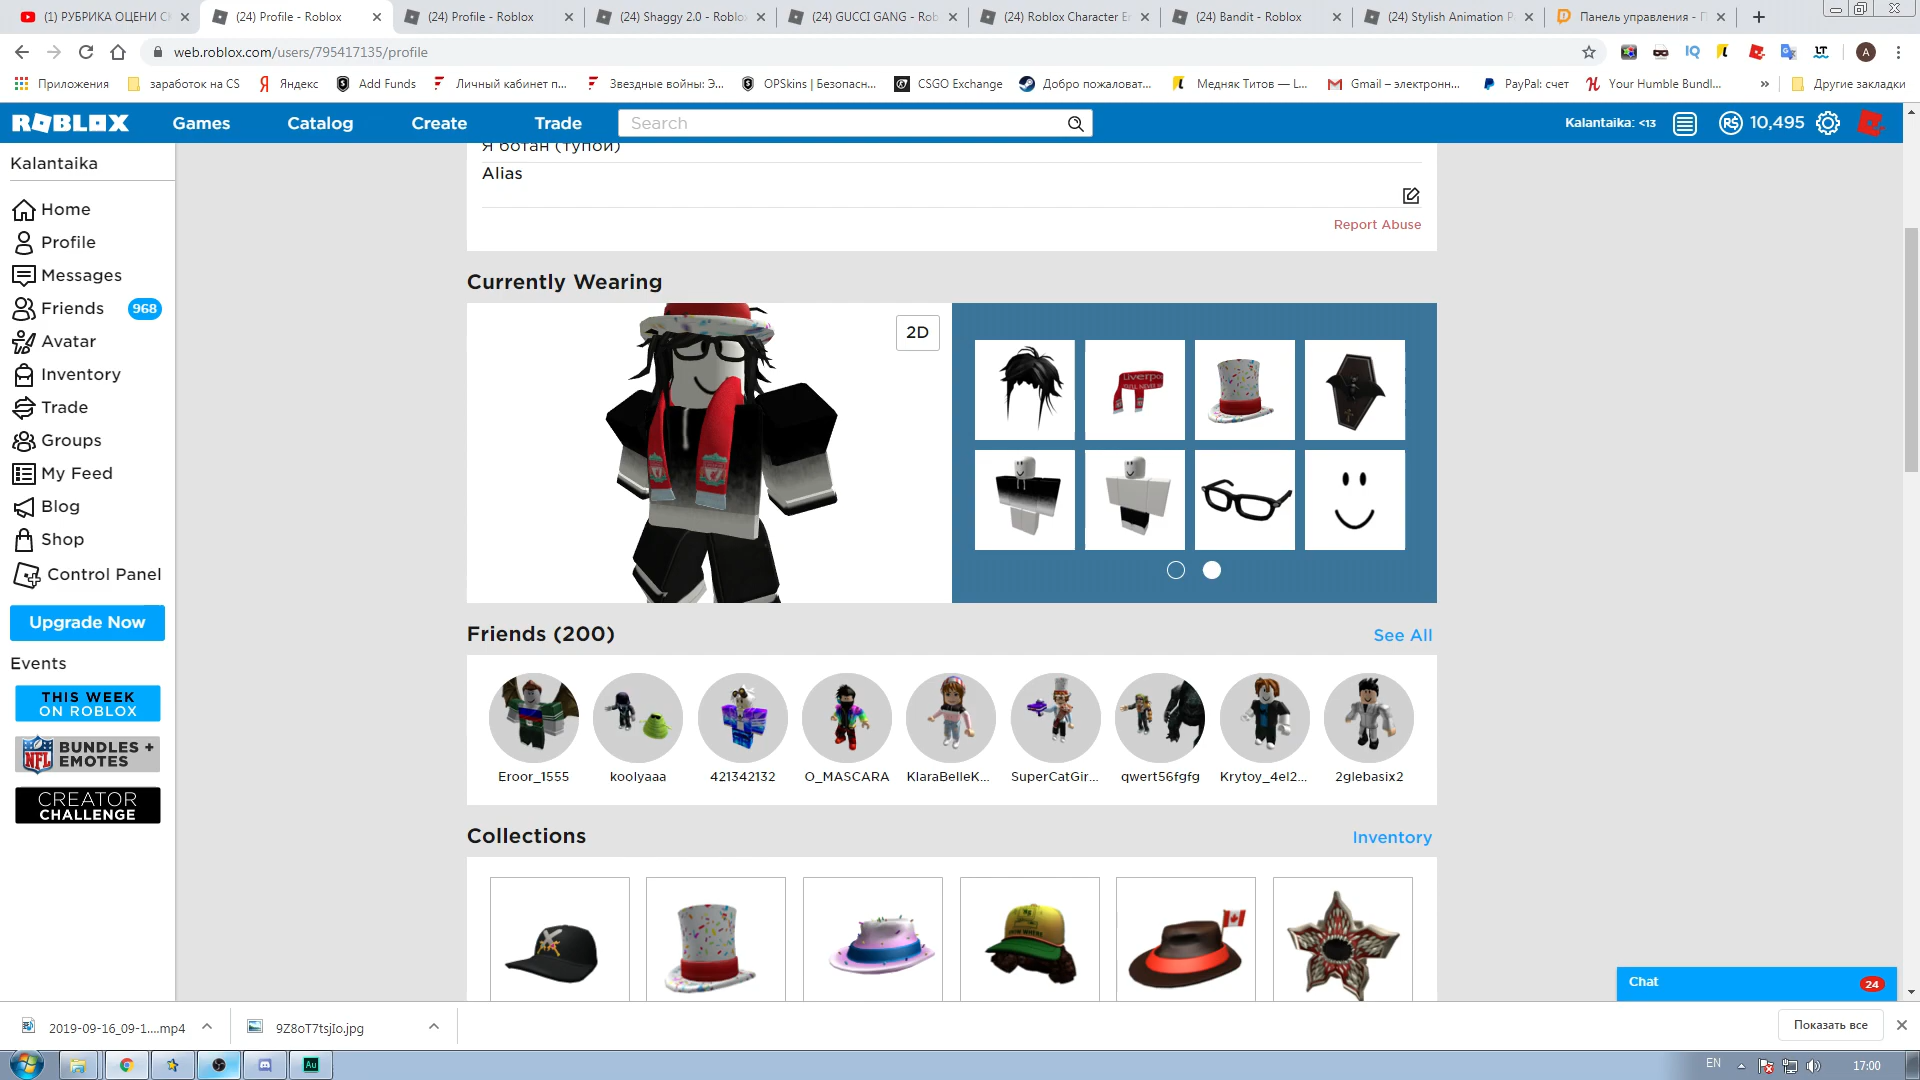 (1) РУБРИКА ОЦЕНИ С
(24) Profile - Roblox
(24) Profile - Roblox
(24) Shaggy 2.0 - Roblo
(24) GUCCI GANG - Rob
(24) Roblox Character E
(24) Bandit - Roblox
(24) Stylish Animation P
Панель управления - П
web.roblox.com/users/795417135/profile
Приложения
заработок на CS
Яндекс
Add Funds
Личный кабинет п...
Звездные войны: Э...
OPSkins | Безопасн...
CSGO Exchange
Добро пожаловат...
Медняк Титов — L...
Gmail – электронн...
PayPal: счет
Your Humble Bundl...
»
Другие закладки
ROBLOX
Games
Catalog
Create
Trade
Search
Kalantaika: <13
10,495
Kalantaika
Home
Profile
Messages
Friends 968
Avatar
Inventory
Trade
Groups
My Feed
Blog
Shop
Control Panel
Upgrade Now
Events
THIS WEEK
ON ROBLOX
NFL BUNDLES +
EMOTES
CREATOR
CHALLENGE
Я ботан (тупой)
Alias
Report Abuse
Currently Wearing
2D
Friends (200)
See All
Eroor_1555
koolyaaa
421342132
O_MASCARA
KlaraBelleK...
SuperCatGir...
qwert56fgfg
Krytoy_4el2...
2glebasix2
Collections
Inventory
Chat 24
2019-09-16_09-1....mp4
9Z8oT7tsjIo.jpg
Показать все
Au
EN
17:00